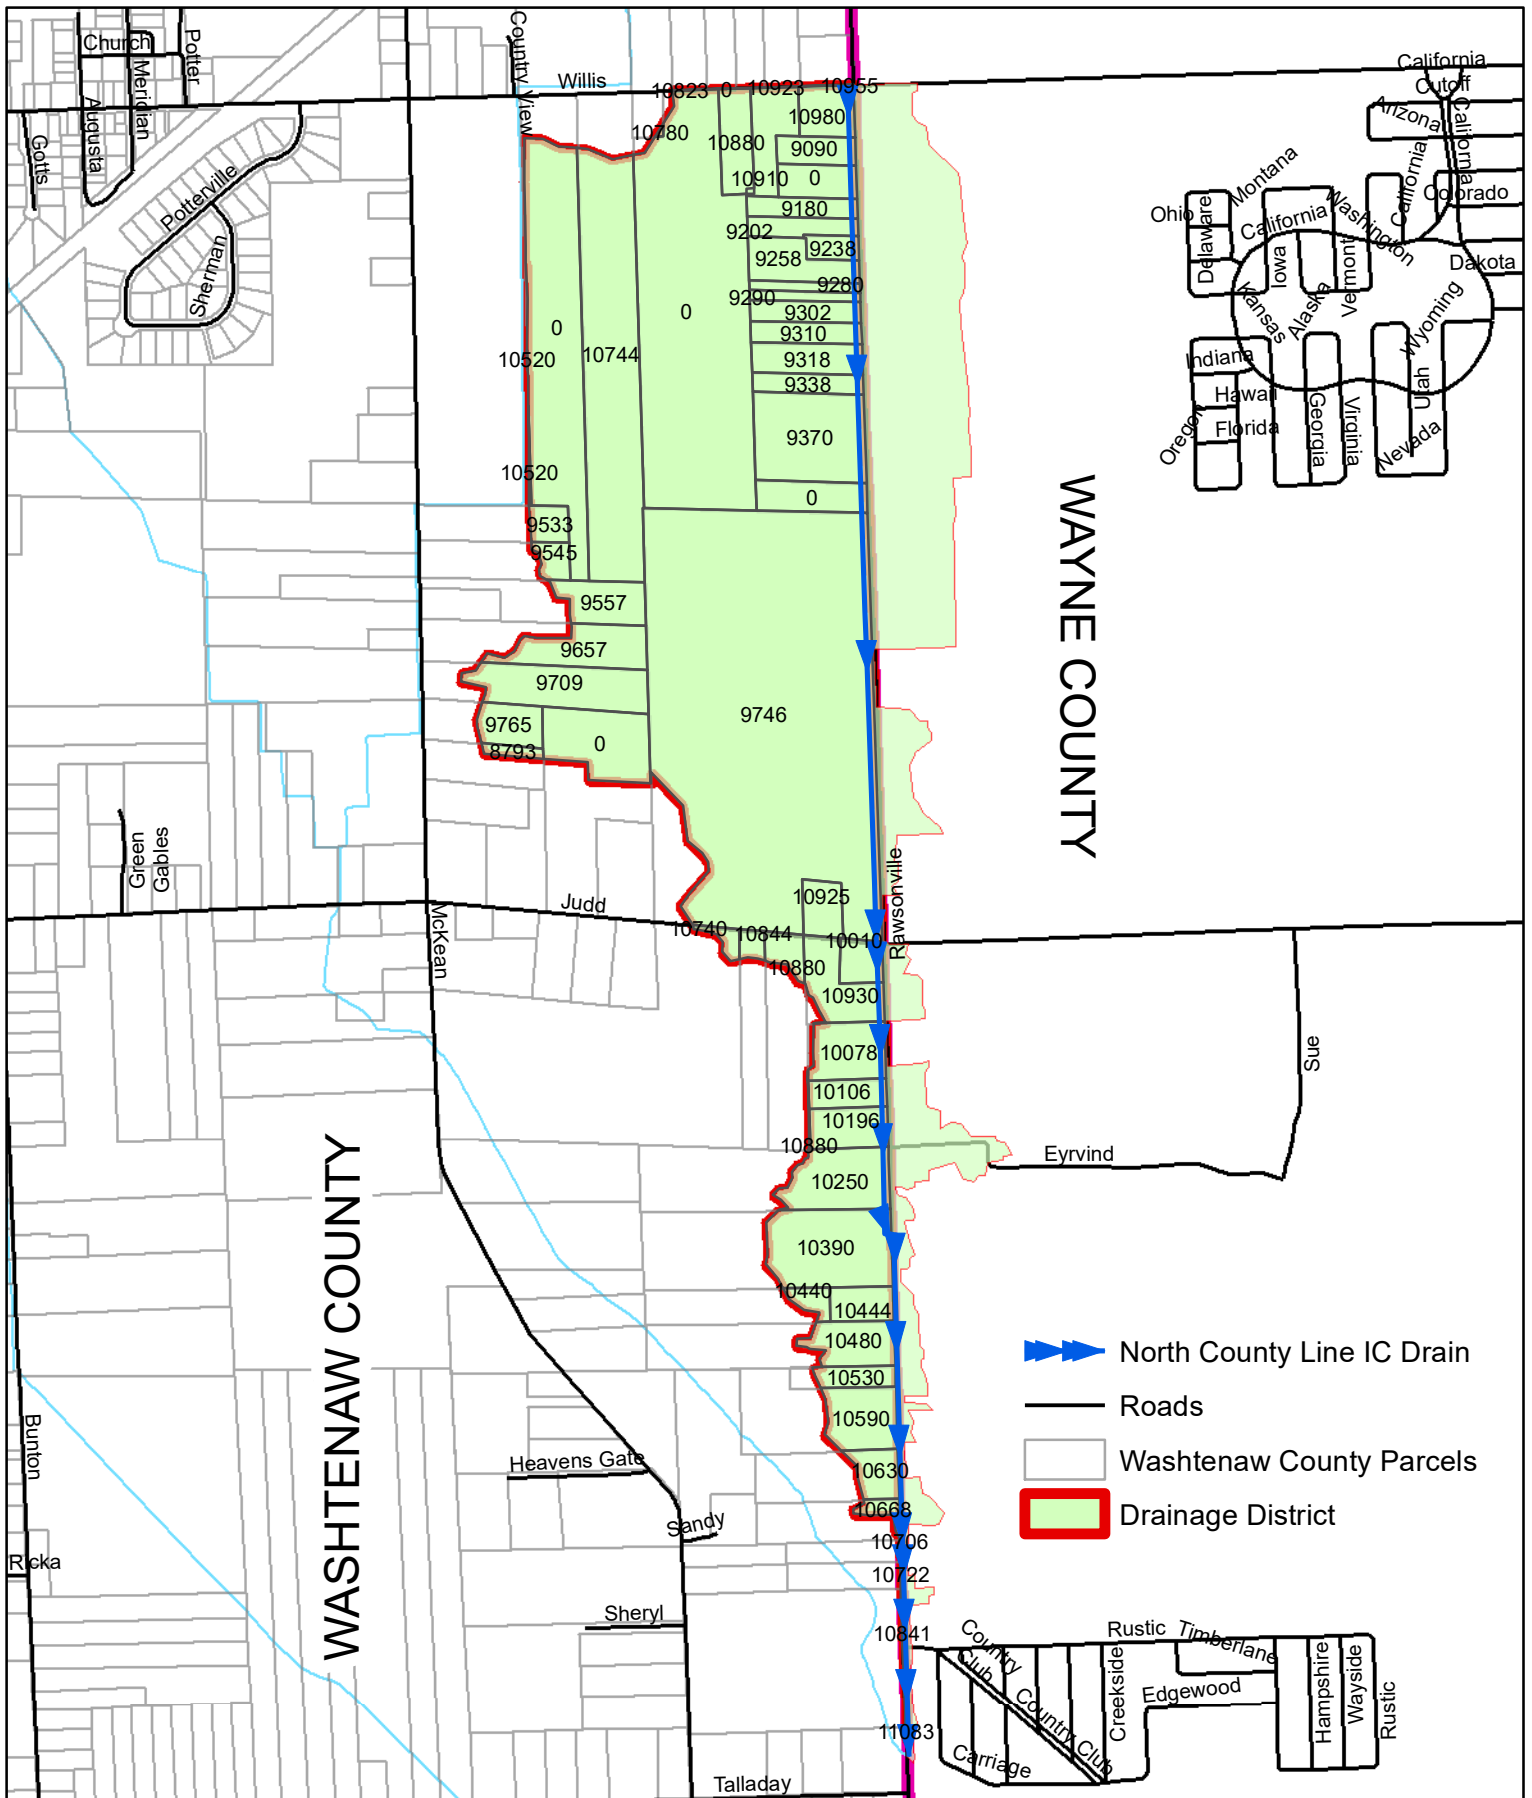 Church
Potter
Meridian
Augusta
Gotts
Potterville
Sherman
Country View
Willis
10823
0
10923
10955
10780
10880
10980
9090
10910
0
9180
9202
9238
9258
9280
9290
9302
9310
9318
9338
9370
0
0
0
10520
10744
10520
9533
9545
9557
9657
9709
9765
0
8793
9746
California
Cutoff
Arizona
California
California
Colorado
Montana
Ohio
Delaware
California
Washington
Iowa
Vermont
Dakota
Kansas
Alaska
Wyoming
Indiana
Hawaii
Florida
Oregon
Georgia
Virginia
Utah
Nevada
WAYNE COUNTY
Green
Gables
Judd
McKean
Rawsonville
10925
10740
10844
10010
10880
10930
10078
10106
10196
10880
10250
10390
10440
10444
10480
10530
10590
10630
10668
10706
10722
10841
11083
Sue
Eyrvind
WASHTENAW COUNTY
Bunton
Ricka
Heavens Gate
Sandy
Sheryl
Talladay
North County Line IC Drain
Roads
Washtenaw County Parcels
Drainage District
Country
Club
Country Club
Carriage
Creekside
Rustic
Timberlane
Edgewood
Hampshire
Wayside
Rustic